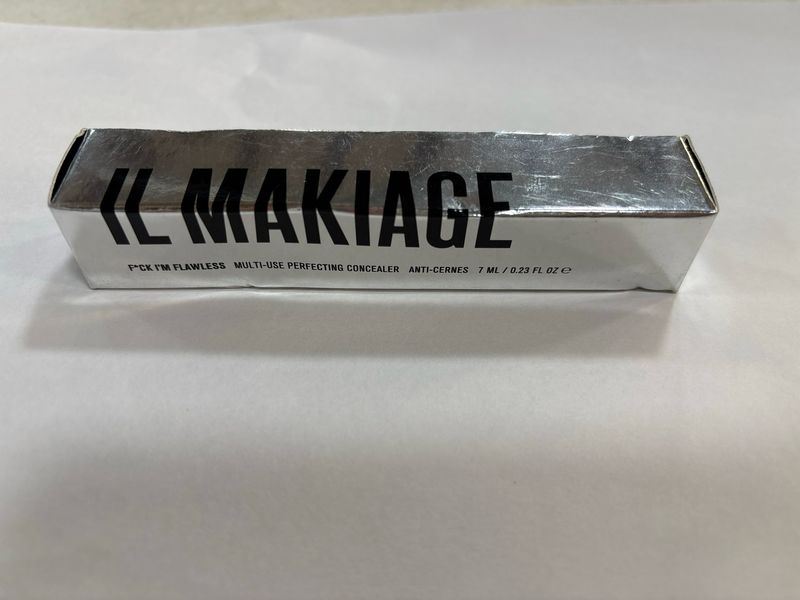 IL MAKIAGE
F*CK I'M FLAWLESS MULTI-USE PERFECTING CONCEALER ANTI-CERNES 7 ML / 0.23 FL OZ ℮